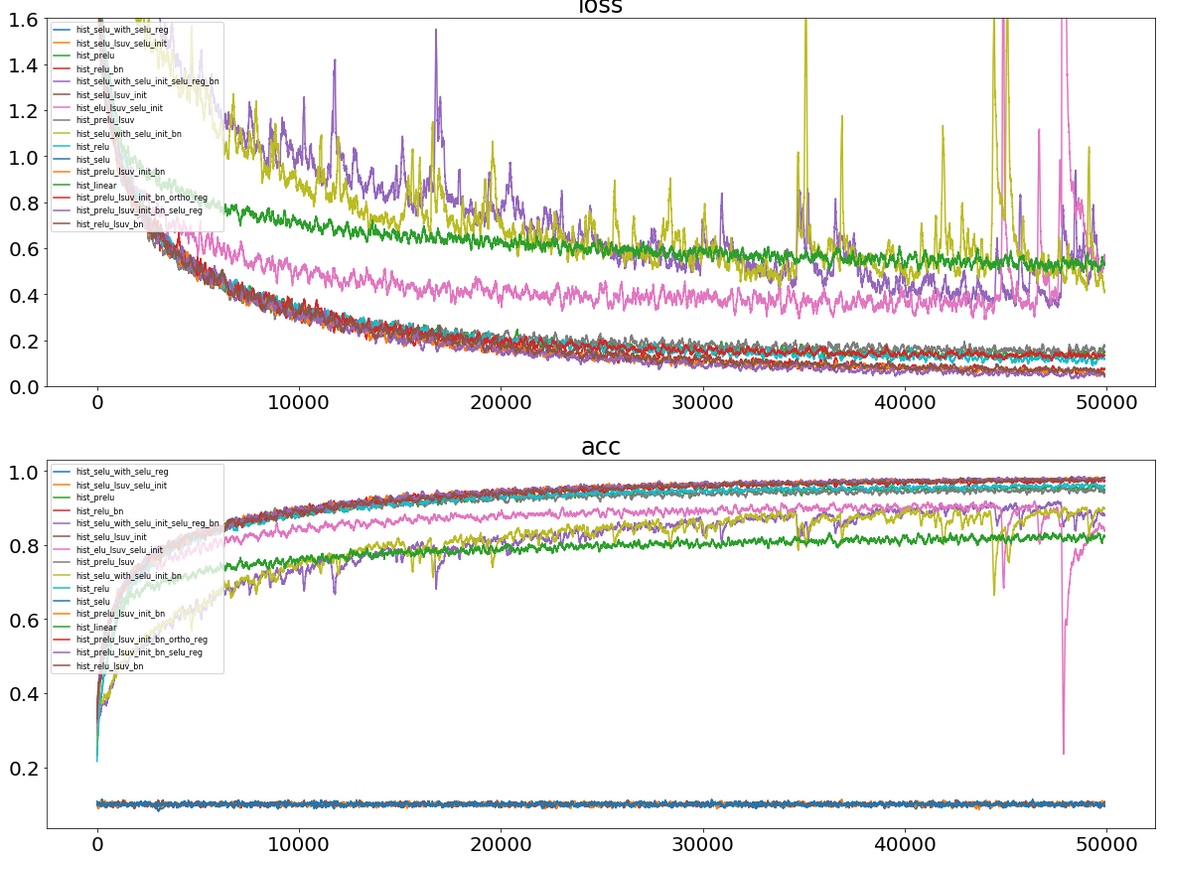 loss
1.6
1.4
1.2
1.0
0.8
0.6
0.4
0.2
0.0
hist_selu_with_selu_reg
hist_selu_lsuv_selu_init
hist_prelu
hist_relu_bn
hist_selu_with_selu_init_selu_reg_bn
hist_selu_lsuv_init
hist_elu_lsuv_selu_init
hist_prelu_lsuv
hist_selu_with_selu_init_bn
hist_relu
hist_selu
hist_prelu_lsuv_init_bn
hist_linear
hist_prelu_lsuv_init_bn_ortho_reg
hist_prelu_lsuv_init_bn_selu_reg
hist_relu_lsuv_bn
0 10000 20000 30000 40000 50000
acc
1.0
0.8
0.6
0.4
0.2
hist_selu_with_selu_reg
hist_selu_lsuv_selu_init
hist_prelu
hist_relu_bn
hist_selu_with_selu_init_selu_reg_bn
hist_selu_lsuv_init
hist_elu_lsuv_selu_init
hist_prelu_lsuv
hist_selu_with_selu_init_bn
hist_relu
hist_selu
hist_prelu_lsuv_init_bn
hist_linear
hist_prelu_lsuv_init_bn_ortho_reg
hist_prelu_lsuv_init_bn_selu_reg
hist_relu_lsuv_bn
0 10000 20000 30000 40000 50000